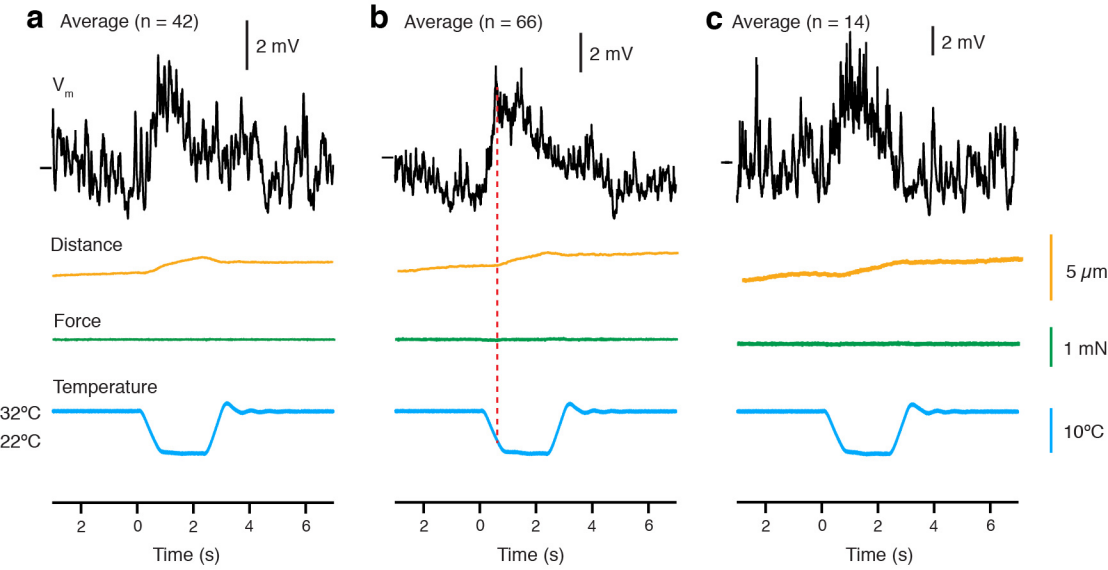 a Average (n = 42)
2 mV
b Average (n = 66)
2 mV
c Average (n = 14)
2 mV
Vm
Distance
5 µm
Force
1 mN
Temperature
32ºC
22ºC
10ºC
2 0 2 4 6
2 0 2 4 6
2 0 2 4 6
Time (s)
Time (s)
Time (s)